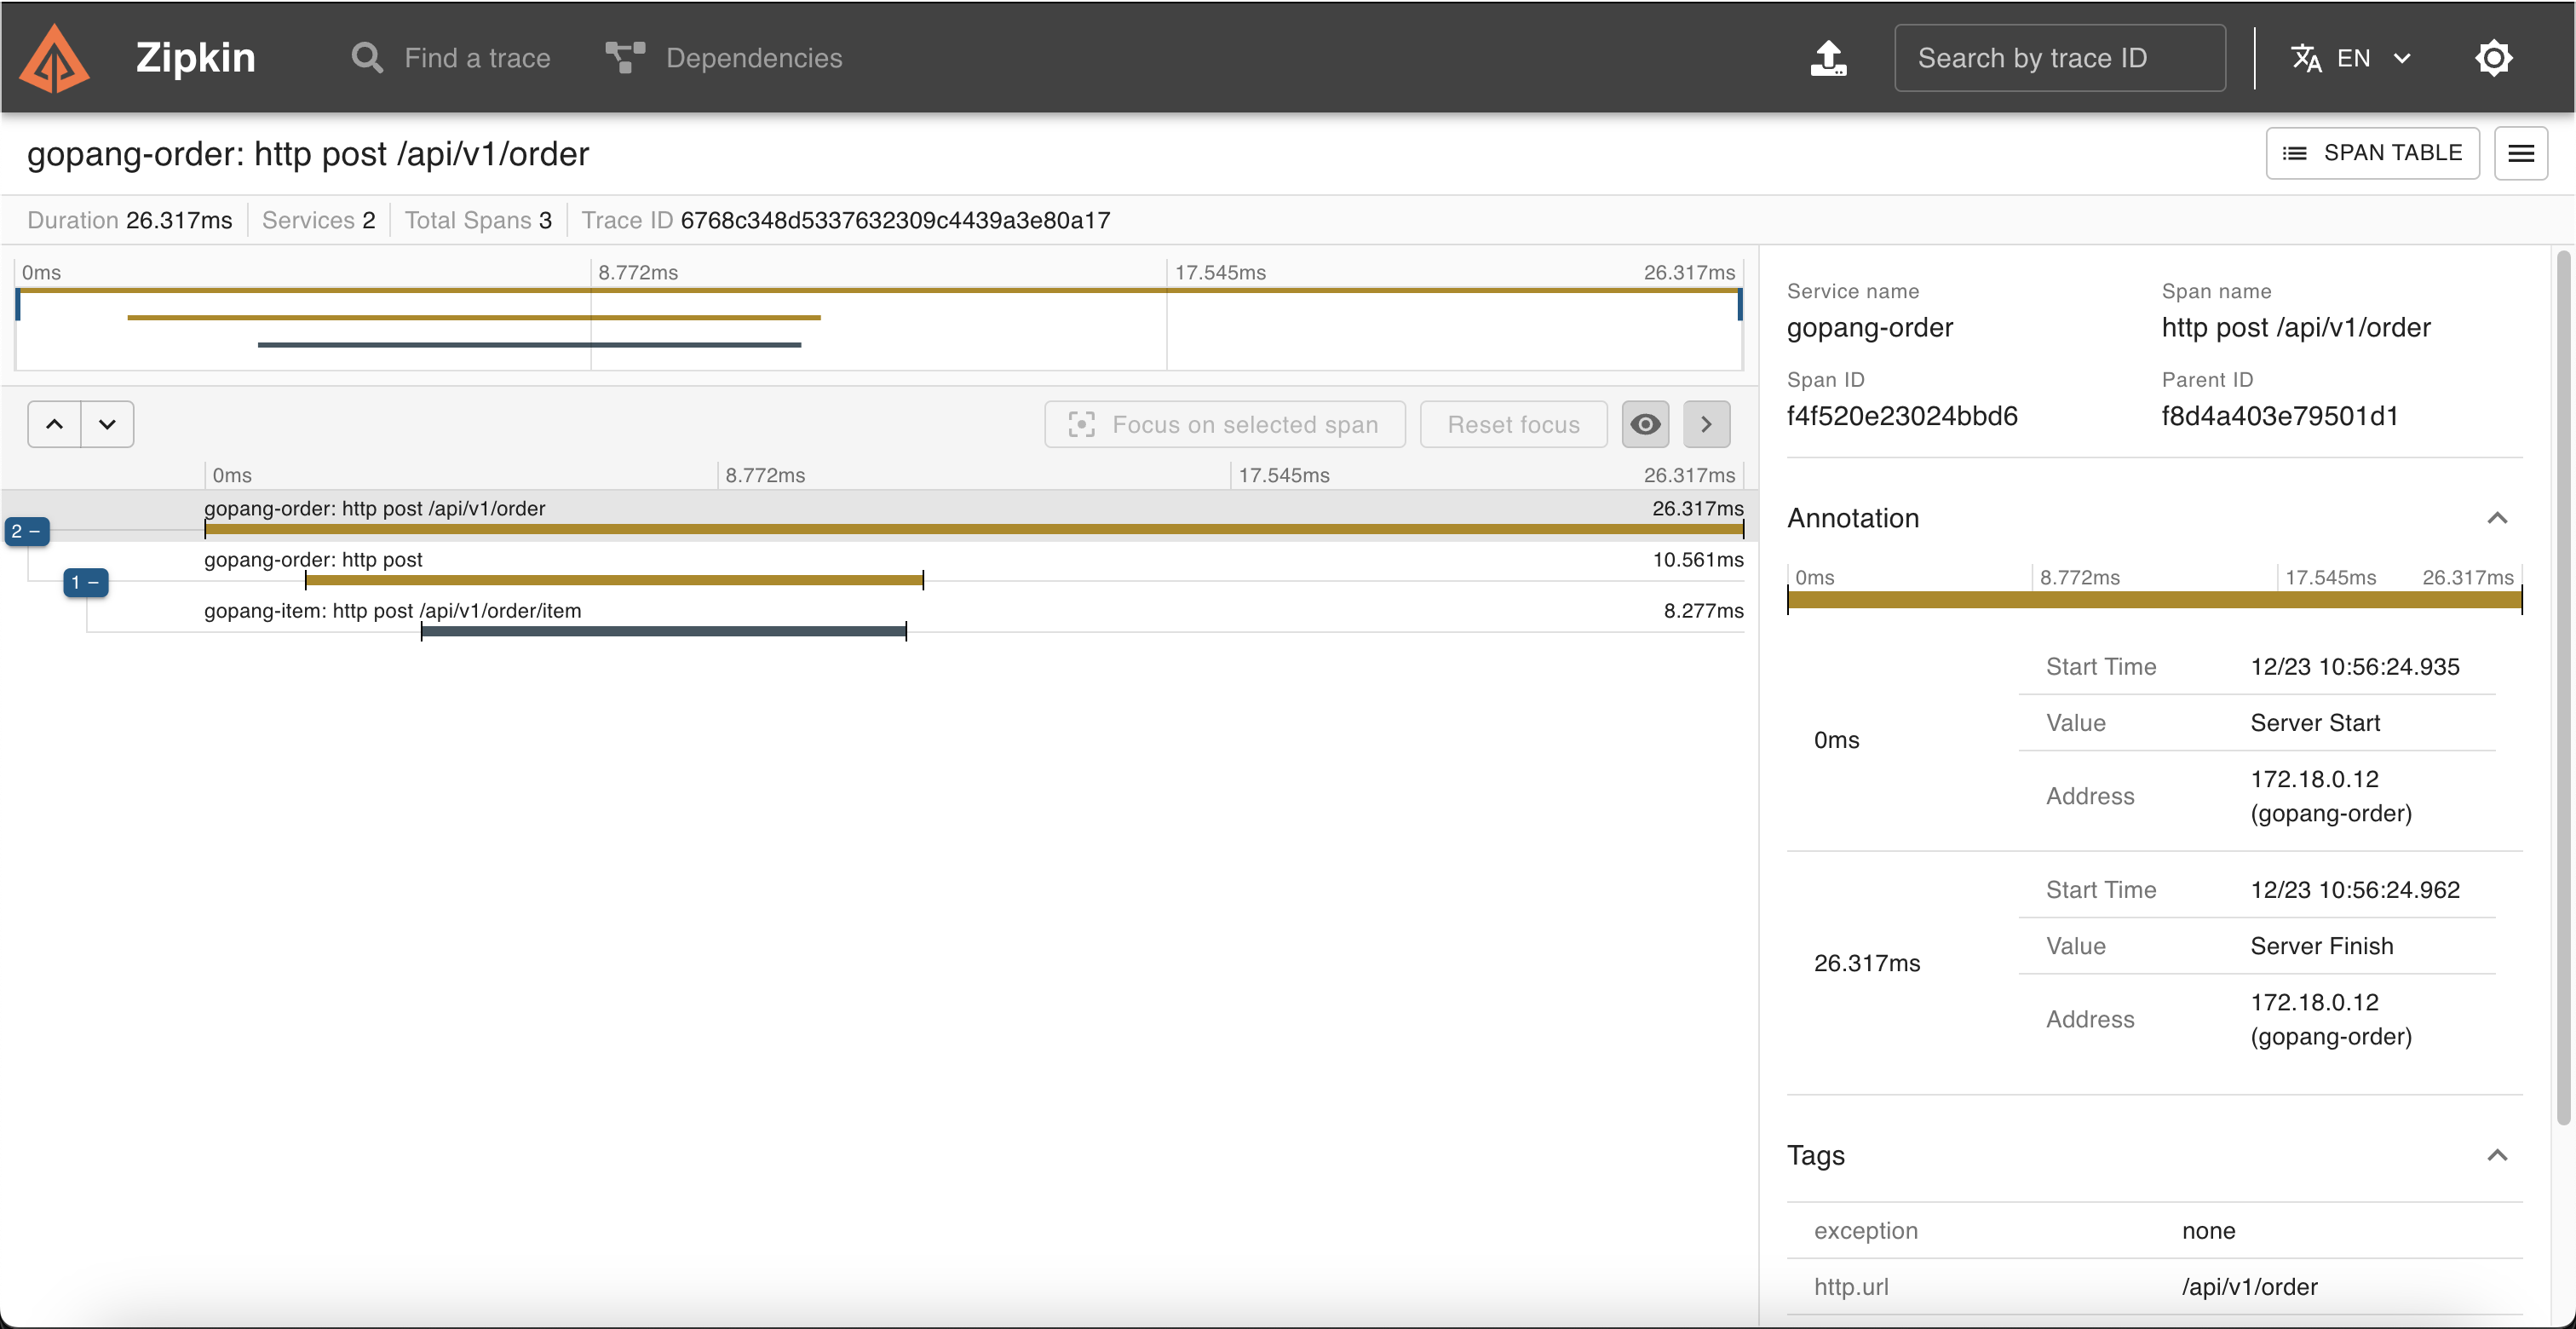 Zipkin
Find a trace
Dependencies
Search by trace ID
EN
gopang-order: http post /api/v1/order
SPAN TABLE
Duration 26.317ms
Services 2
Total Spans 3
Trace ID 6768c348d5337632309c4439a3e80a17
0ms 8.772ms 17.545ms 26.317ms
Focus on selected span
Reset focus
0ms 8.772ms 17.545ms 26.317ms
gopang-order: http post /api/v1/order 26.317ms
2 –
gopang-order: http post 10.561ms
1 –
gopang-item: http post /api/v1/order/item 8.277ms
Service name
gopang-order
Span name
http post /api/v1/order
Span ID
f4f520e23024bbd6
Parent ID
f8d4a403e79501d1
Annotation
0ms 8.772ms 17.545ms 26.317ms
0ms
Start Time 12/23 10:56:24.935
Value Server Start
Address 172.18.0.12
(gopang-order)
26.317ms
Start Time 12/23 10:56:24.962
Value Server Finish
Address 172.18.0.12
(gopang-order)
Tags
exception none
http.url /api/v1/order